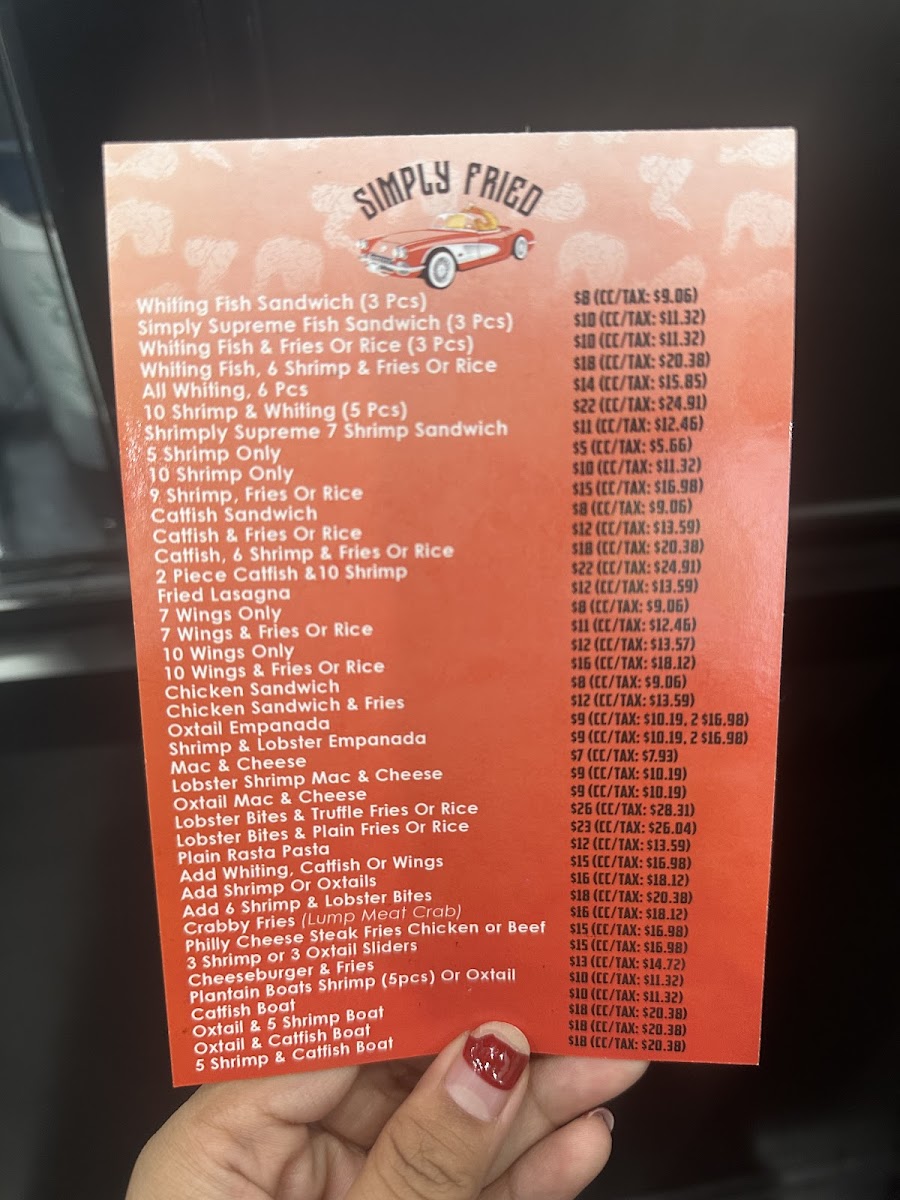 SIMPLY FRIED
Whiting Fish Sandwich (3 Pcs) $8 (CC/TAX: $9.06)
Simply Supreme Fish Sandwich (3 Pcs) $10 (CC/TAX: $11.32)
Whiting Fish & Fries Or Rice (3 Pcs) $10 (CC/TAX: $11.32)
Whiting Fish, 6 Shrimp & Fries Or Rice $18 (CC/TAX: $20.38)
All Whiting, 6 Pcs $14 (CC/TAX: $15.85)
10 Shrimp & Whiting (5 Pcs) $22 (CC/TAX: $24.91)
Shrimply Supreme 7 Shrimp Sandwich $11 (CC/TAX: $12.46)
5 Shrimp Only $5 (CC/TAX: $5.66)
10 Shrimp Only $10 (CC/TAX: $11.32)
9 Shrimp, Fries Or Rice $15 (CC/TAX: $16.98)
Catfish Sandwich $8 (CC/TAX: $9.06)
Catfish & Fries Or Rice $12 (CC/TAX: $13.59)
Catfish, 6 Shrimp & Fries Or Rice $18 (CC/TAX: $20.38)
2 Piece Catfish &10 Shrimp $22 (CC/TAX: $24.91)
Fried Lasagna $12 (CC/TAX: $13.59)
7 Wings Only $8 (CC/TAX: $9.06)
7 Wings & Fries Or Rice $11 (CC/TAX: $12.46)
10 Wings Only $12 (CC/TAX: $13.57)
10 Wings & Fries Or Rice $16 (CC/TAX: $18.12)
Chicken Sandwich $8 (CC/TAX: $9.06)
Chicken Sandwich & Fries $12 (CC/TAX: $13.59)
Oxtail Empanada $9 (CC/TAX: $10.19, 2 $16.98)
Shrimp & Lobster Empanada $9 (CC/TAX: $10.19, 2 $16.98)
Mac & Cheese $7 (CC/TAX: $7.93)
Lobster Shrimp Mac & Cheese $9 (CC/TAX: $10.19)
Oxtail Mac & Cheese $9 (CC/TAX: $10.19)
Lobster Bites & Truffle Fries Or Rice $26 (CC/TAX: $28.31)
Lobster Bites & Plain Fries Or Rice $23 (CC/TAX: $26.04)
Plain Rasta Pasta $12 (CC/TAX: $13.59)
Add Whiting, Catfish Or Wings $15 (CC/TAX: $16.98)
Add Shrimp Or Oxtails $16 (CC/TAX: $18.12)
Add 6 Shrimp & Lobster Bites $18 (CC/TAX: $20.38)
Crabby Fries (Lump Meat Crab) $16 (CC/TAX: $18.12)
Philly Cheese Steak Fries Chicken or Beef $15 (CC/TAX: $16.98)
3 Shrimp or 3 Oxtail Sliders $15 (CC/TAX: $16.98)
Cheeseburger & Fries $13 (CC/TAX: $14.72)
Plantain Boats Shrimp (5pcs) Or Oxtail $10 (CC/TAX: $11.32)
Catfish Boat $10 (CC/TAX: $11.32)
Oxtail & 5 Shrimp Boat $18 (CC/TAX: $20.38)
Oxtail & Catfish Boat $18 (CC/TAX: $20.38)
5 Shrimp & Catfish Boat $18 (CC/TAX: $20.38)